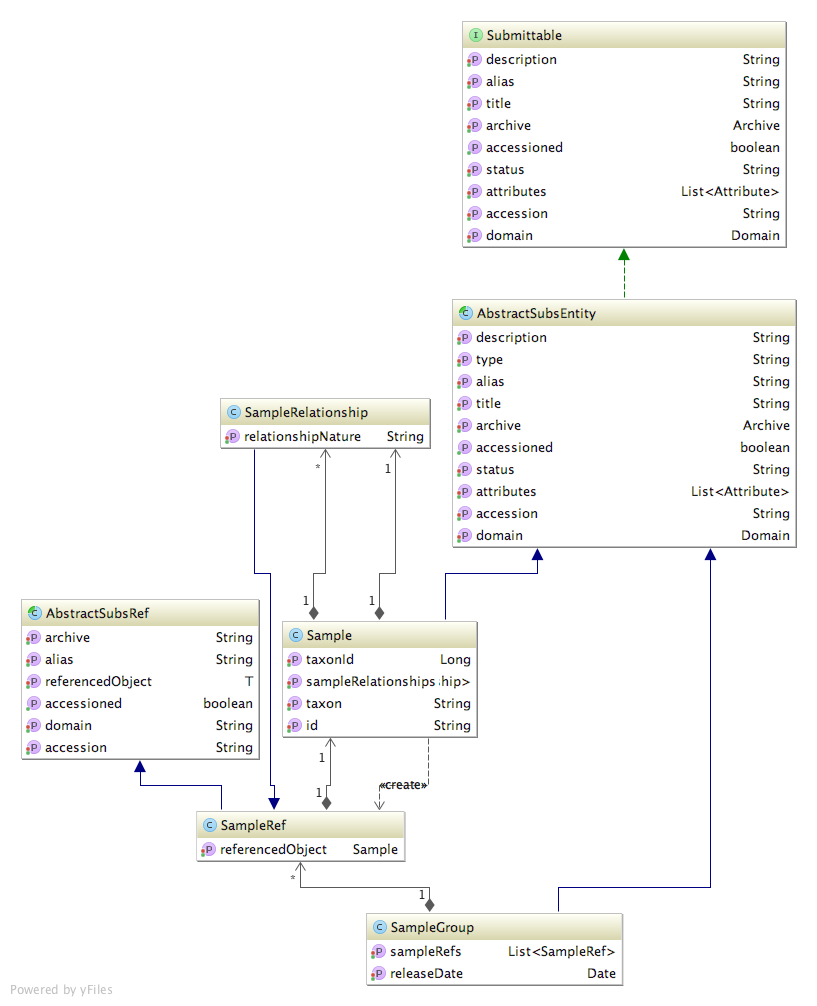 I Submittable
P description String
P alias String
P title String
P archive Archive
P accessioned boolean
P status String
P attributes List<Attribute>
P accession String
P domain Domain
C AbstractSubsEntity
P description String
P type String
P alias String
P title String
P archive Archive
P accessioned boolean
P status String
P attributes List<Attribute>
P accession String
P domain Domain
C SampleRelationship
P relationshipNature String
* 1
1 1
C AbstractSubsRef
P archive String
P alias String
P referencedObject T
P accessioned boolean
P domain String
P accession String
C Sample
P taxonId Long
P sampleRelationships hip>
P taxon String
P id String
1
«create»
1
C SampleRef
P referencedObject Sample
*
1
C SampleGroup
P sampleRefs List<SampleRef>
P releaseDate Date
Powered by yFiles